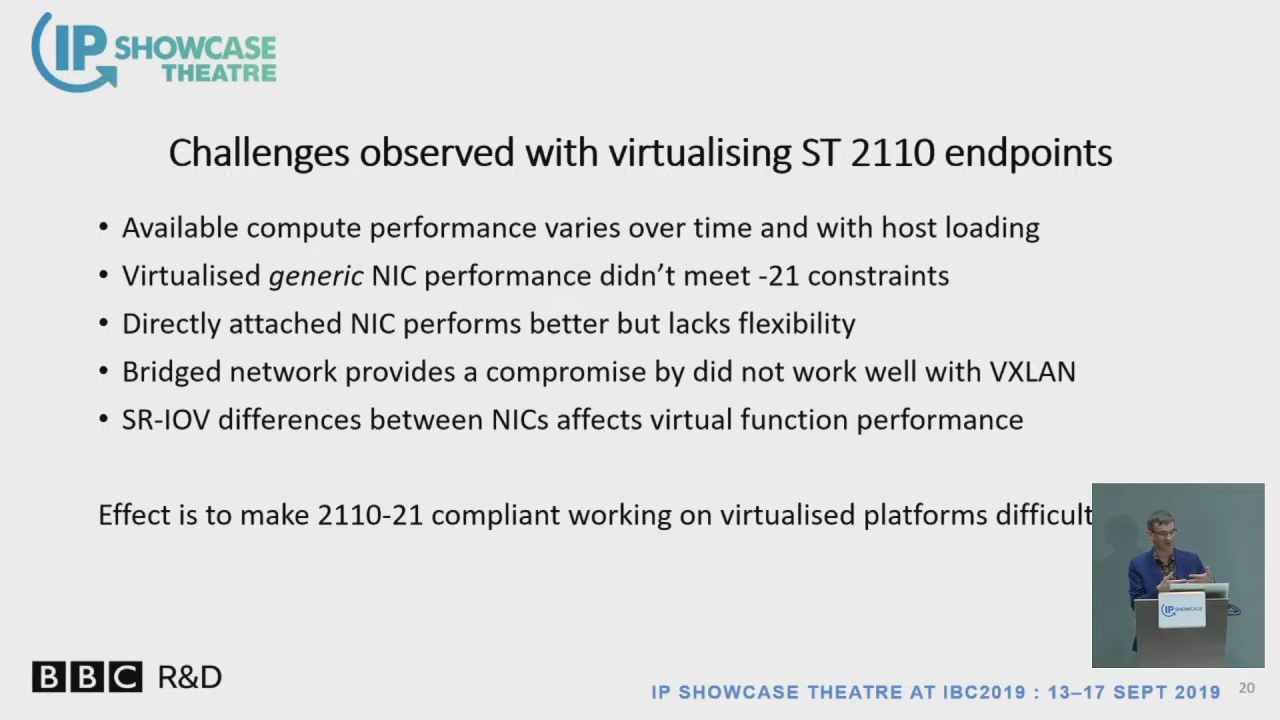 IP SHOWCASE
THEATRE
Challenges observed with virtualising ST 2110 endpoints
• Available compute performance varies over time and with host loading
• Virtualised generic NIC performance didn’t meet -21 constraints
• Directly attached NIC performs better but lacks flexibility
• Bridged network provides a compromise by did not work well with VXLAN
• SR-IOV differences between NICs affects virtual function performance
Effect is to make 2110-21 compliant working on virtualised platforms difficult
IP SHOWCASE
BBC R&D
IP SHOWCASE THEATRE AT IBC2019 : 13–17 SEPT 2019
20